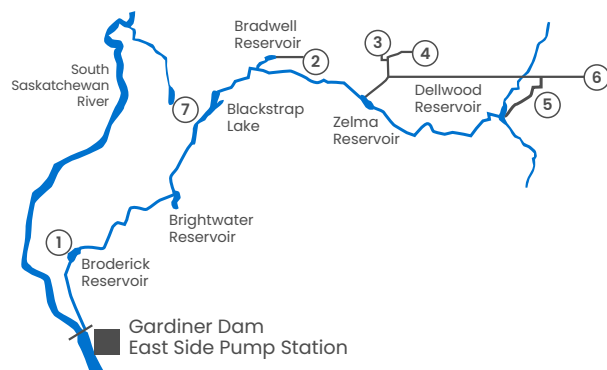 Bradwell
Reservoir
3
4
South
Saskatchewan
River
2
6
Dellwood
Reservoir
7
Blackstrap
Lake
5
Zelma
Reservoir
Brightwater
Reservoir
1
Broderick
Reservoir
Gardiner Dam
East Side Pump Station